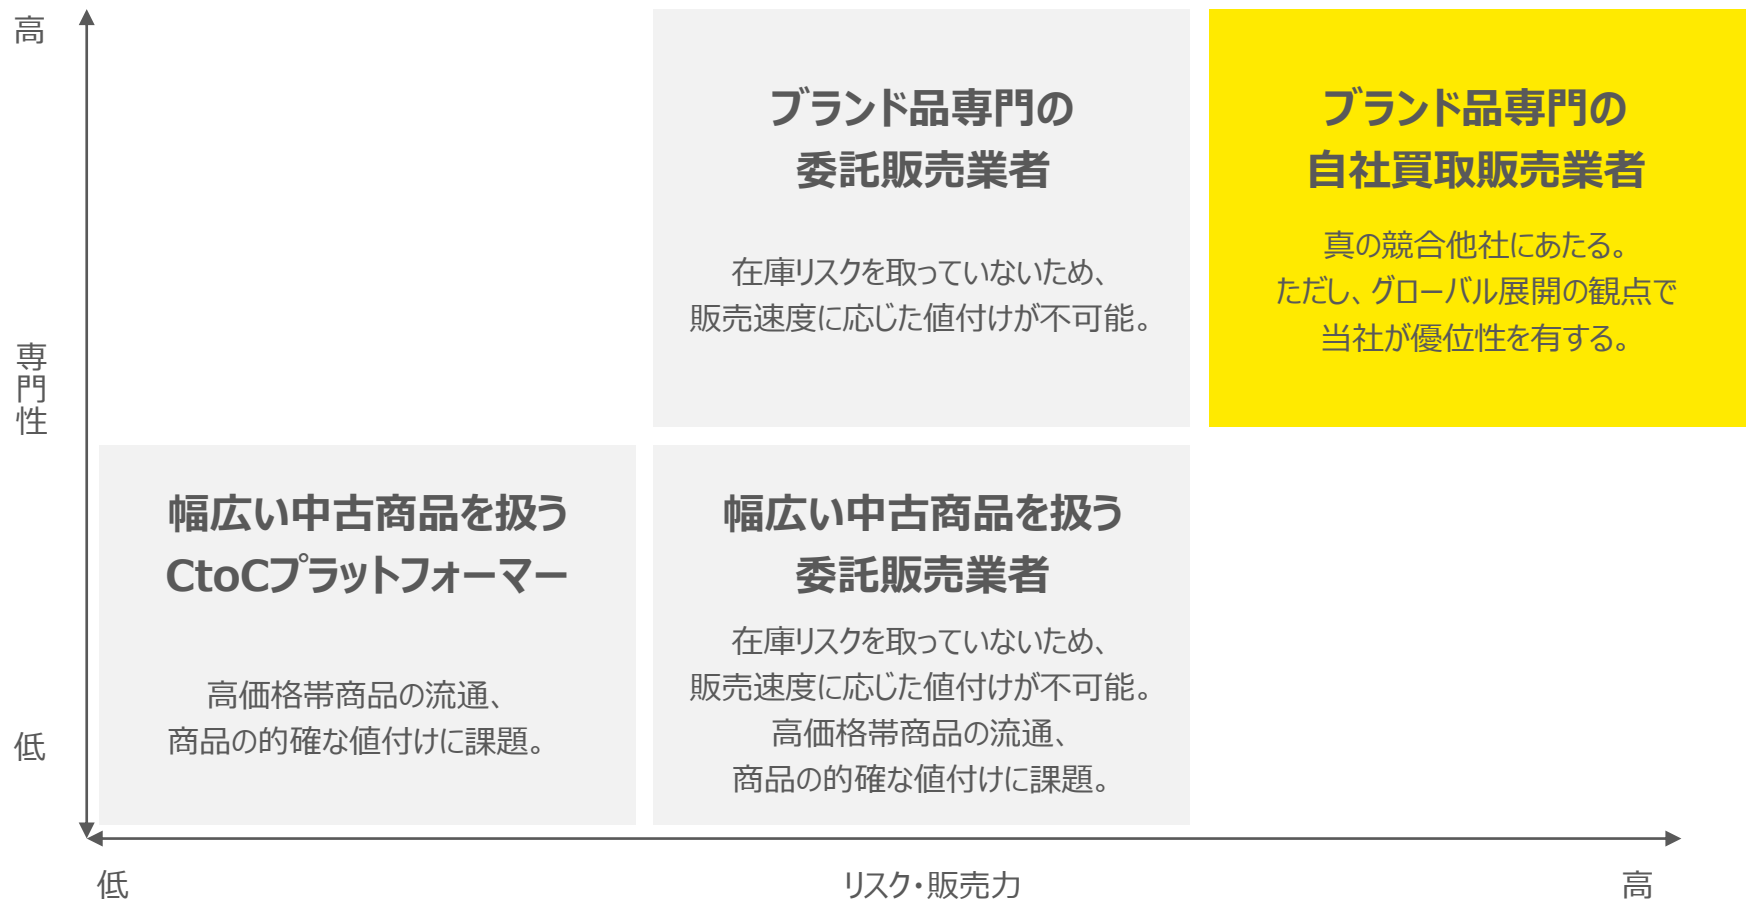 高
ブランド品専門の
委託販売業者
在庫リスクを取っていないため、
販売速度に応じた値付けが不可能。
ブランド品専門の
自社買取販売業者
真の競合他社にあたる。
ただし、グローバル展開の観点で
当社が優位性を有する。
専門性
幅広い中古商品を扱う
CtoCプラットフォーマー
高価格帯商品の流通、
商品の的確な値付けに課題。
幅広い中古商品を扱う
委託販売業者
在庫リスクを取っていないため、
販売速度に応じた値付けが不可能。
高価格帯商品の流通、
商品の的確な値付けに課題。
低
低
リスク・販売力
高